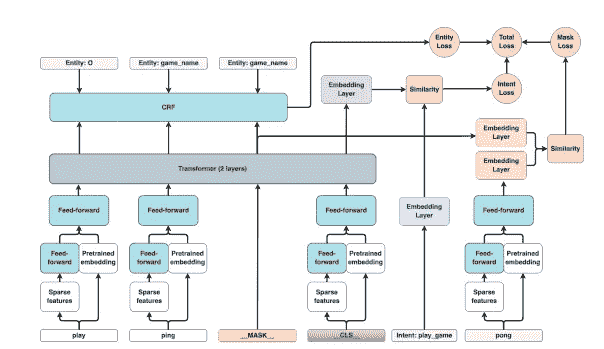 Entity
Loss
Total
Loss
Mask
Loss
Entity: O
Entity: game_name
Entity: game_name
Embedding
Layer
Similarity
Intent
Loss
CRF
Embedding
Layer
Embedding
Layer
Similarity
Transformer (2 layers)
Feed-forward
Feed-forward
Feed-forward
Embedding
Layer
Feed-forward
Feed-
forward
Pretrained
embedding
Feed-
forward
Pretrained
embedding
Feed-
forward
Pretrained
embedding
Feed-
forward
Pretrained
embedding
Sparse
features
Sparse
features
Sparse
features
Sparse
features
play
ping
__MASK__
__CLS__
Intent: play_game
pong